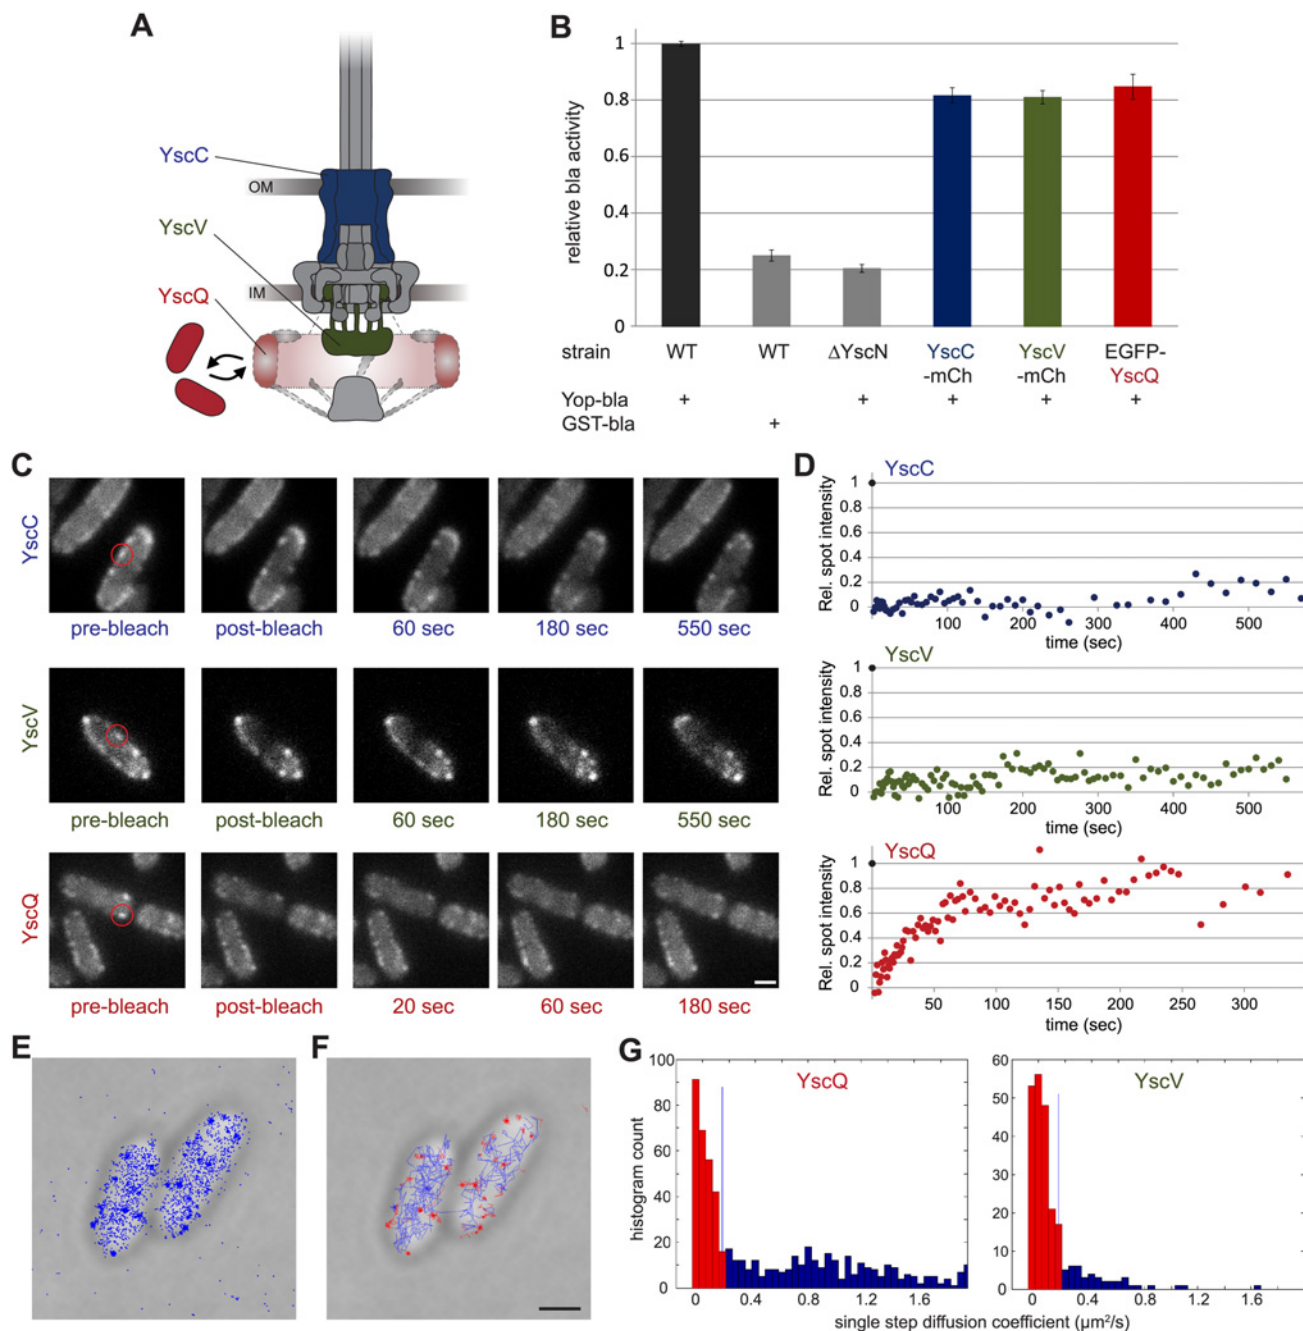 A
YscC
OM
YscV
YscQ
IM
B
relative bla activity
1
0.8
0.6
0.4
0.2
0
strain WT WT ΔYscN YscC-mCh YscV-mCh EGFP-YscQ
Yop-bla + + + + +
GST-bla +
C
YscC
pre-bleach post-bleach 60 sec 180 sec 550 sec
YscV
pre-bleach post-bleach 60 sec 180 sec 550 sec
YscQ
pre-bleach post-bleach 20 sec 60 sec 180 sec
D
YscC
Rel. spot intensity
1
0.8
0.6
0.4
0.2
0
100 200 300 400 500
time (sec)
YscV
Rel. spot intensity
1
0.8
0.6
0.4
0.2
0
100 200 300 400 500
time (sec)
YscQ
Rel. spot intensity
1
0.8
0.6
0.4
0.2
0
50 100 150 200 250 300
time (sec)
E
F
G
YscQ
histogram count
100
90
80
70
60
50
40
30
20
10
0
0 0.4 0.8 1.2 1.6
YscV
60
50
40
30
20
10
0
0 0.4 0.8 1.2 1.6
single step diffusion coefficient (µm²/s)